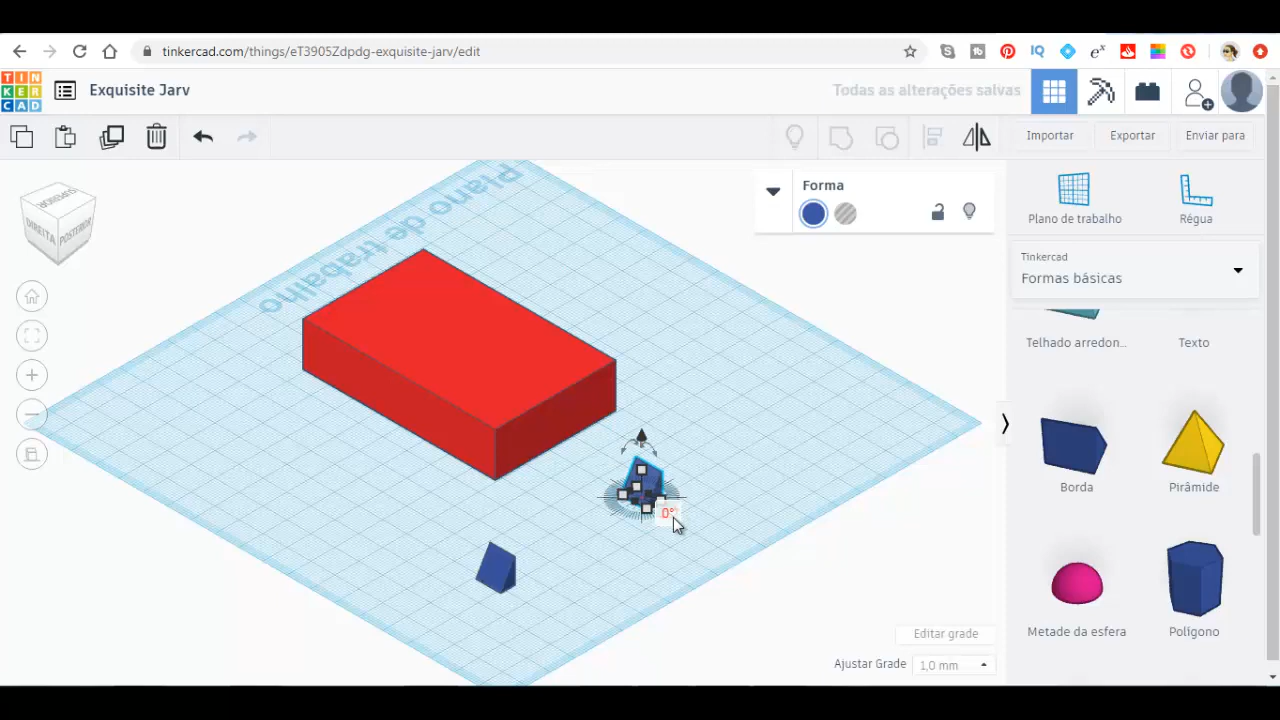 tinkercad.com/things/eT3905Zdpdg-exquisite-jarv/edit
IQ
e^x
TIN
KER
CAD
Exquisite Jarv
Todas as alterações salvas
Importar
Exportar
Enviar para
SUPERIOR
DIREITA
POSTERIOR
Plano de trabalho
Forma
Plano de trabalho
Régua
Tinkercad
Formas básicas
Telhado arredon...
Texto
Borda
Pirâmide
0°
Metade da esfera
Polígono
Editar grade
Ajustar Grade
1,0 mm